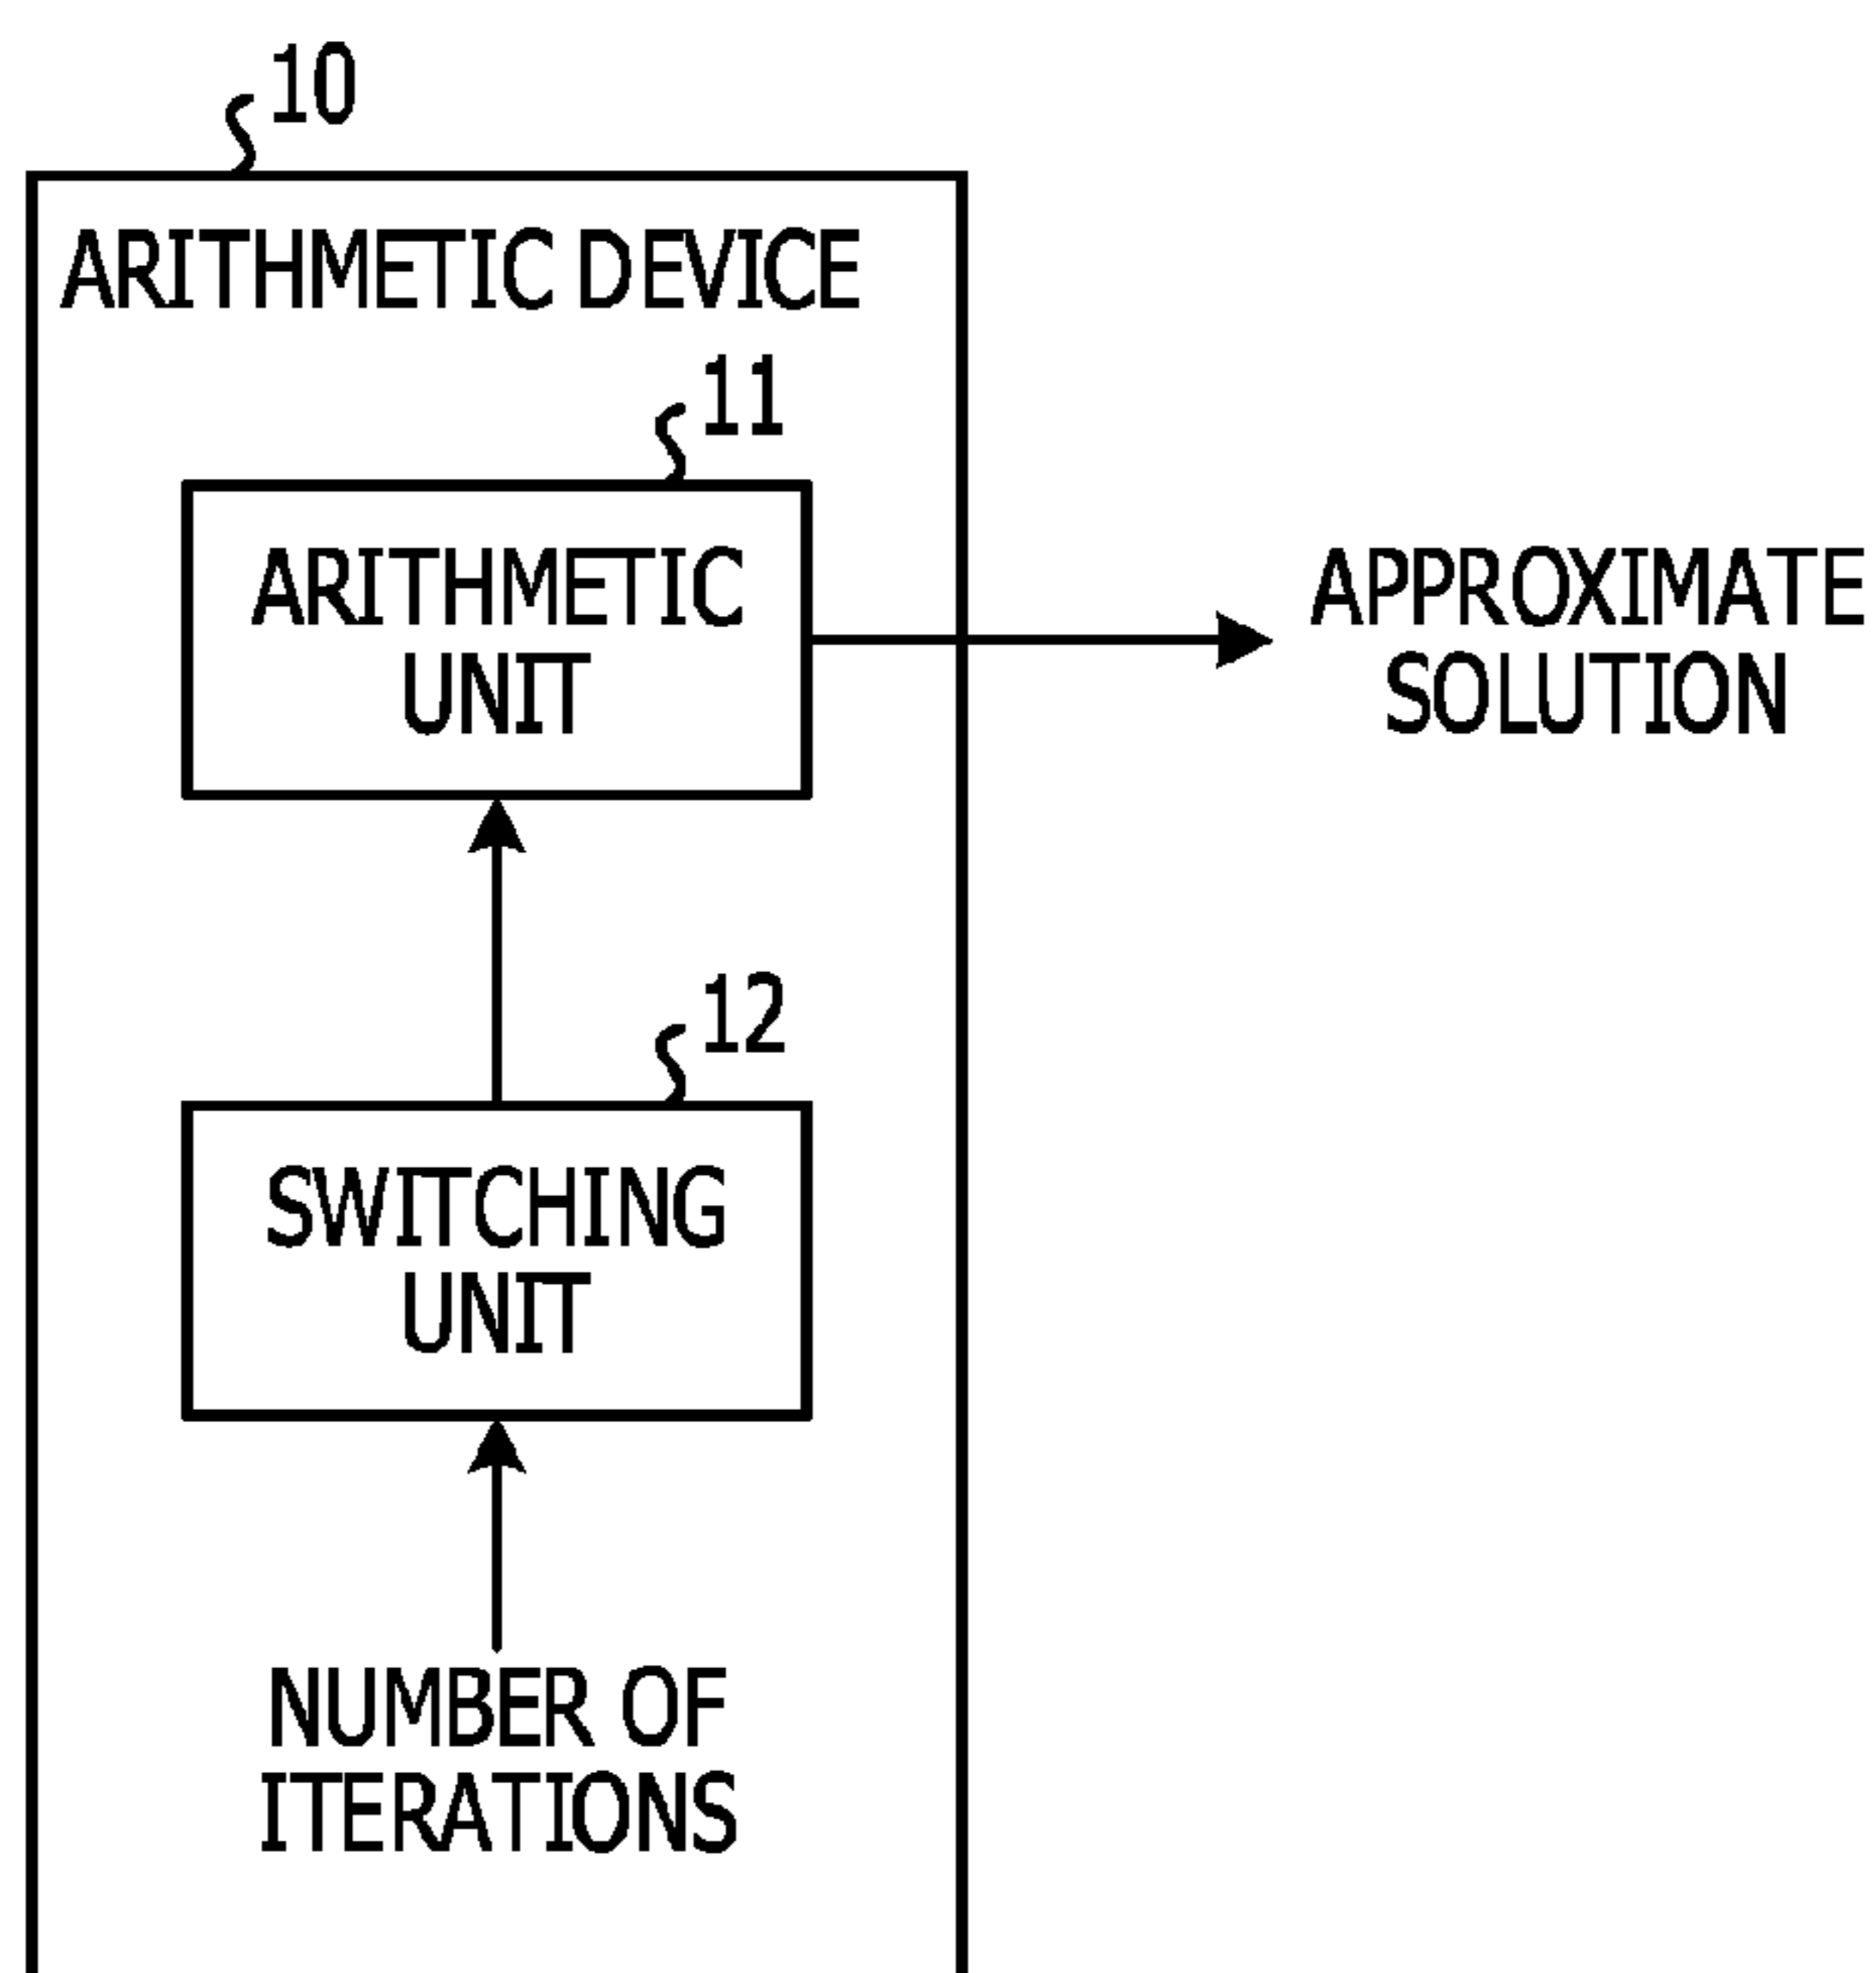 10
ARITHMETIC DEVICE
11
ARITHMETIC
UNIT
APPROXIMATE
SOLUTION
12
SWITCHING
UNIT
NUMBER OF
ITERATIONS